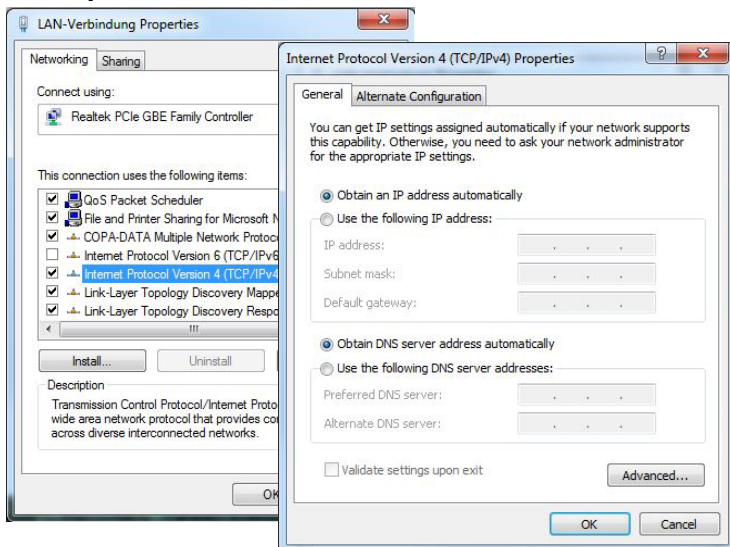 LAN-Verbindung Properties
Networking Sharing
Connect using:
Realtek PCIe GBE Family Controller
This connection uses the following items:
QoS Packet Scheduler
File and Printer Sharing for Microsoft N
COPA-DATA Multiple Network Protoc
Internet Protocol Version 6 (TCP/IPv6
Internet Protocol Version 4 (TCP/IPv4
Link-Layer Topology Discovery Mappe
Link-Layer Topology Discovery Respo
Install... Uninstall
Description
Transmission Control Protocol/Internet Proto
wide area network protocol that provides co
across diverse interconnected networks.
OK
Internet Protocol Version 4 (TCP/IPv4) Properties
General Alternate Configuration
You can get IP settings assigned automatically if your network supports
this capability. Otherwise, you need to ask your network administrator
for the appropriate IP settings.
Obtain an IP address automatically
Use the following IP address:
IP address:
Subnet mask:
Default gateway:
Obtain DNS server address automatically
Use the following DNS server addresses:
Preferred DNS server:
Alternate DNS server:
Validate settings upon exit
Advanced...
OK Cancel